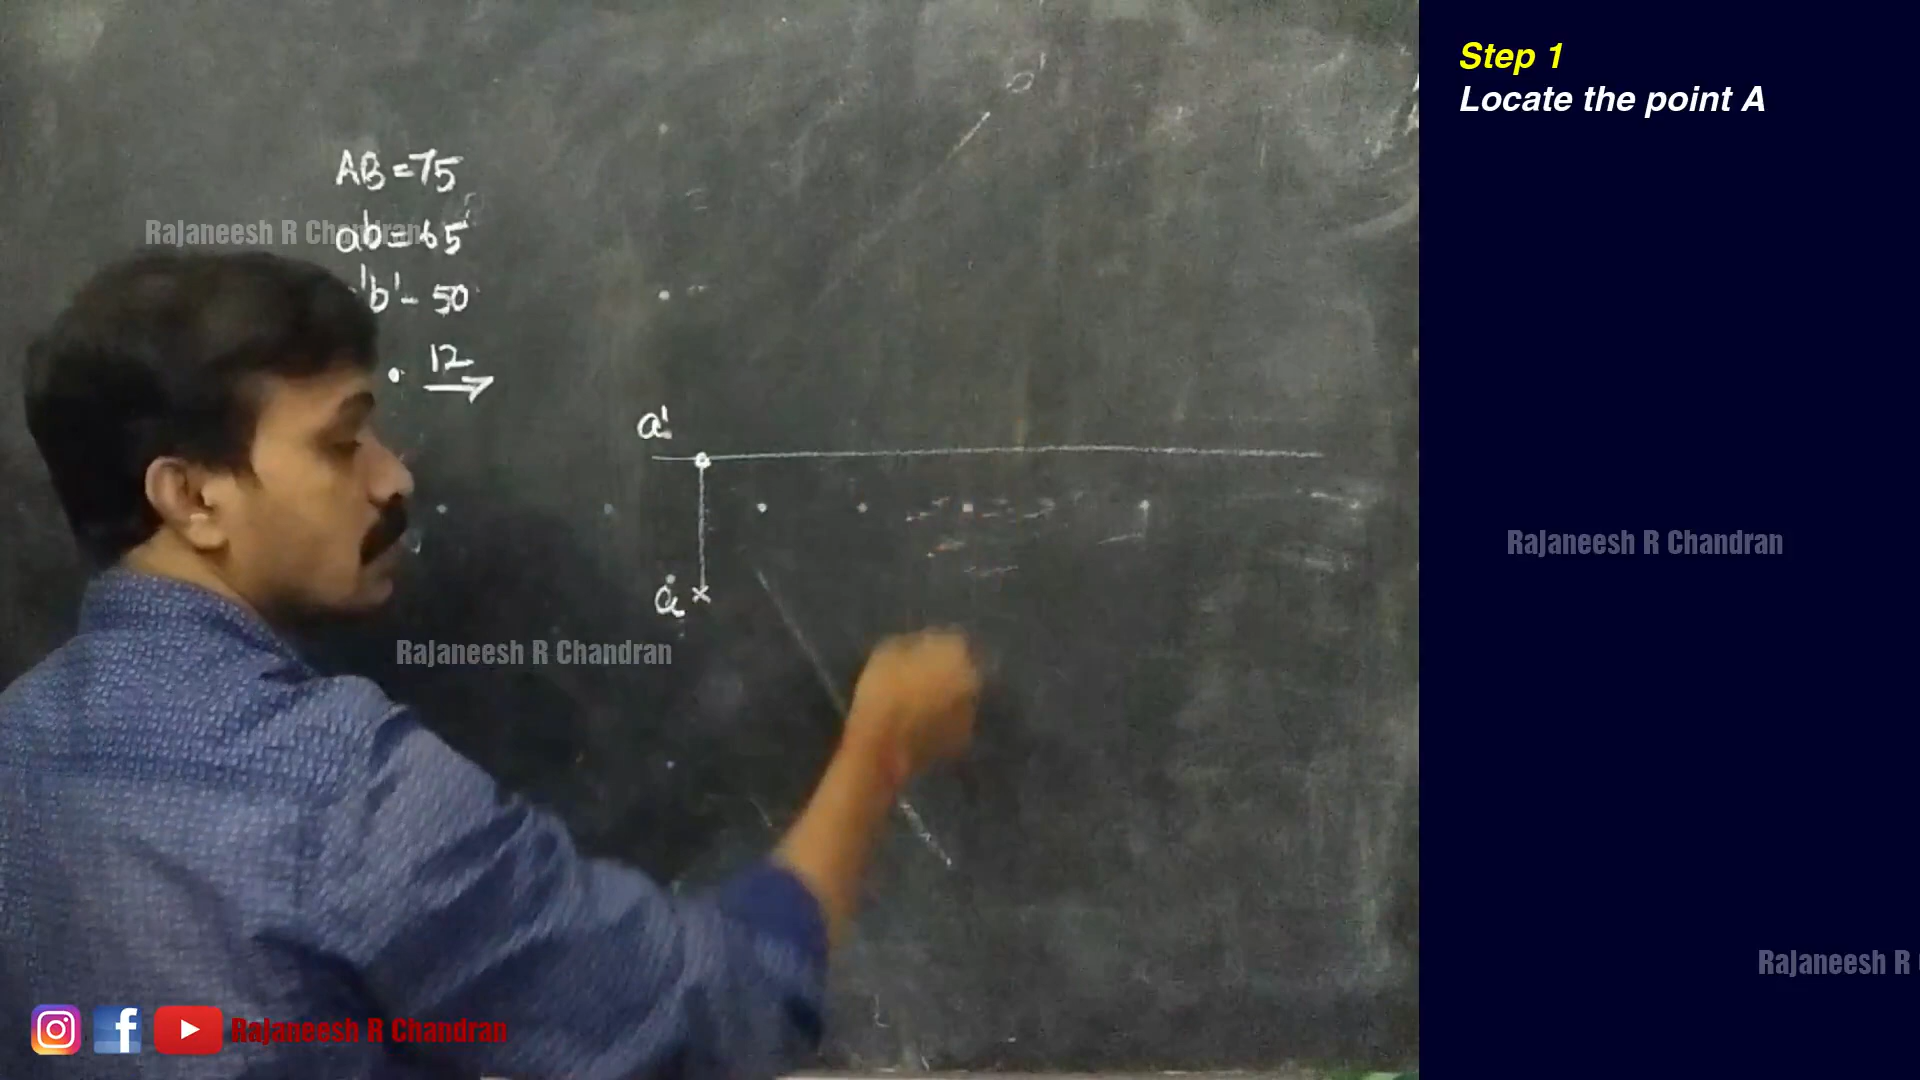 Step 1
Locate the point A
AB=75
ab=65
'b'- 50
12
a'
a
b'
Rajaneesh R Chandran
Rajaneesh R Chandran
Rajaneesh R Chandran
Rajaneesh R
Rajaneesh R Chandran